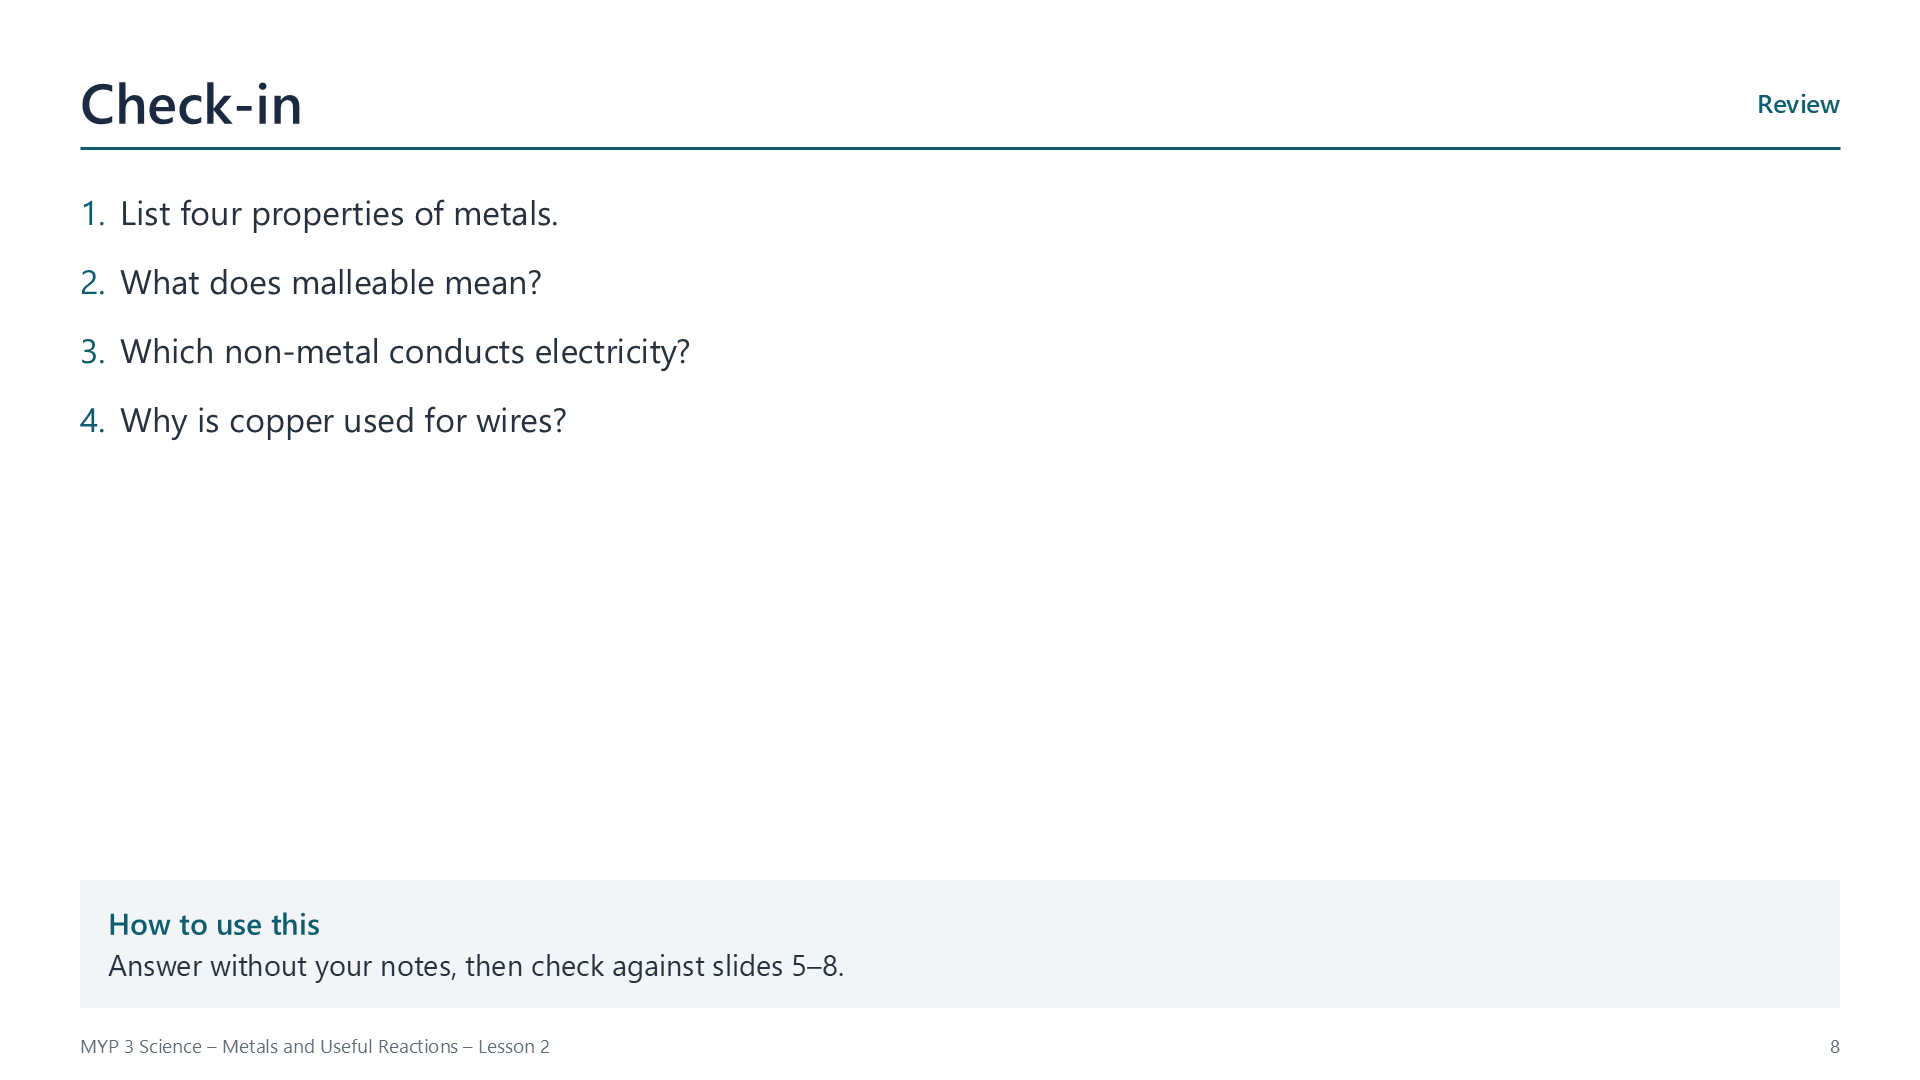 Check-in
Review
1. List four properties of metals.
2. What does malleable mean?
3. Which non-metal conducts electricity?
4. Why is copper used for wires?
How to use this
Answer without your notes, then check against slides 5–8.
MYP 3 Science – Metals and Useful Reactions – Lesson 2
8